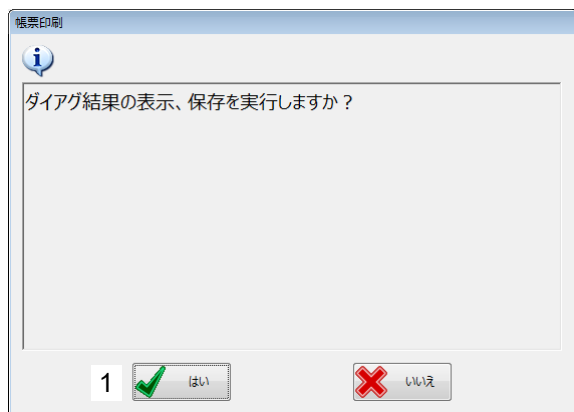 帳票印刷
ダイアグ結果の表示、保存を実行しますか？
1 はい いいえ